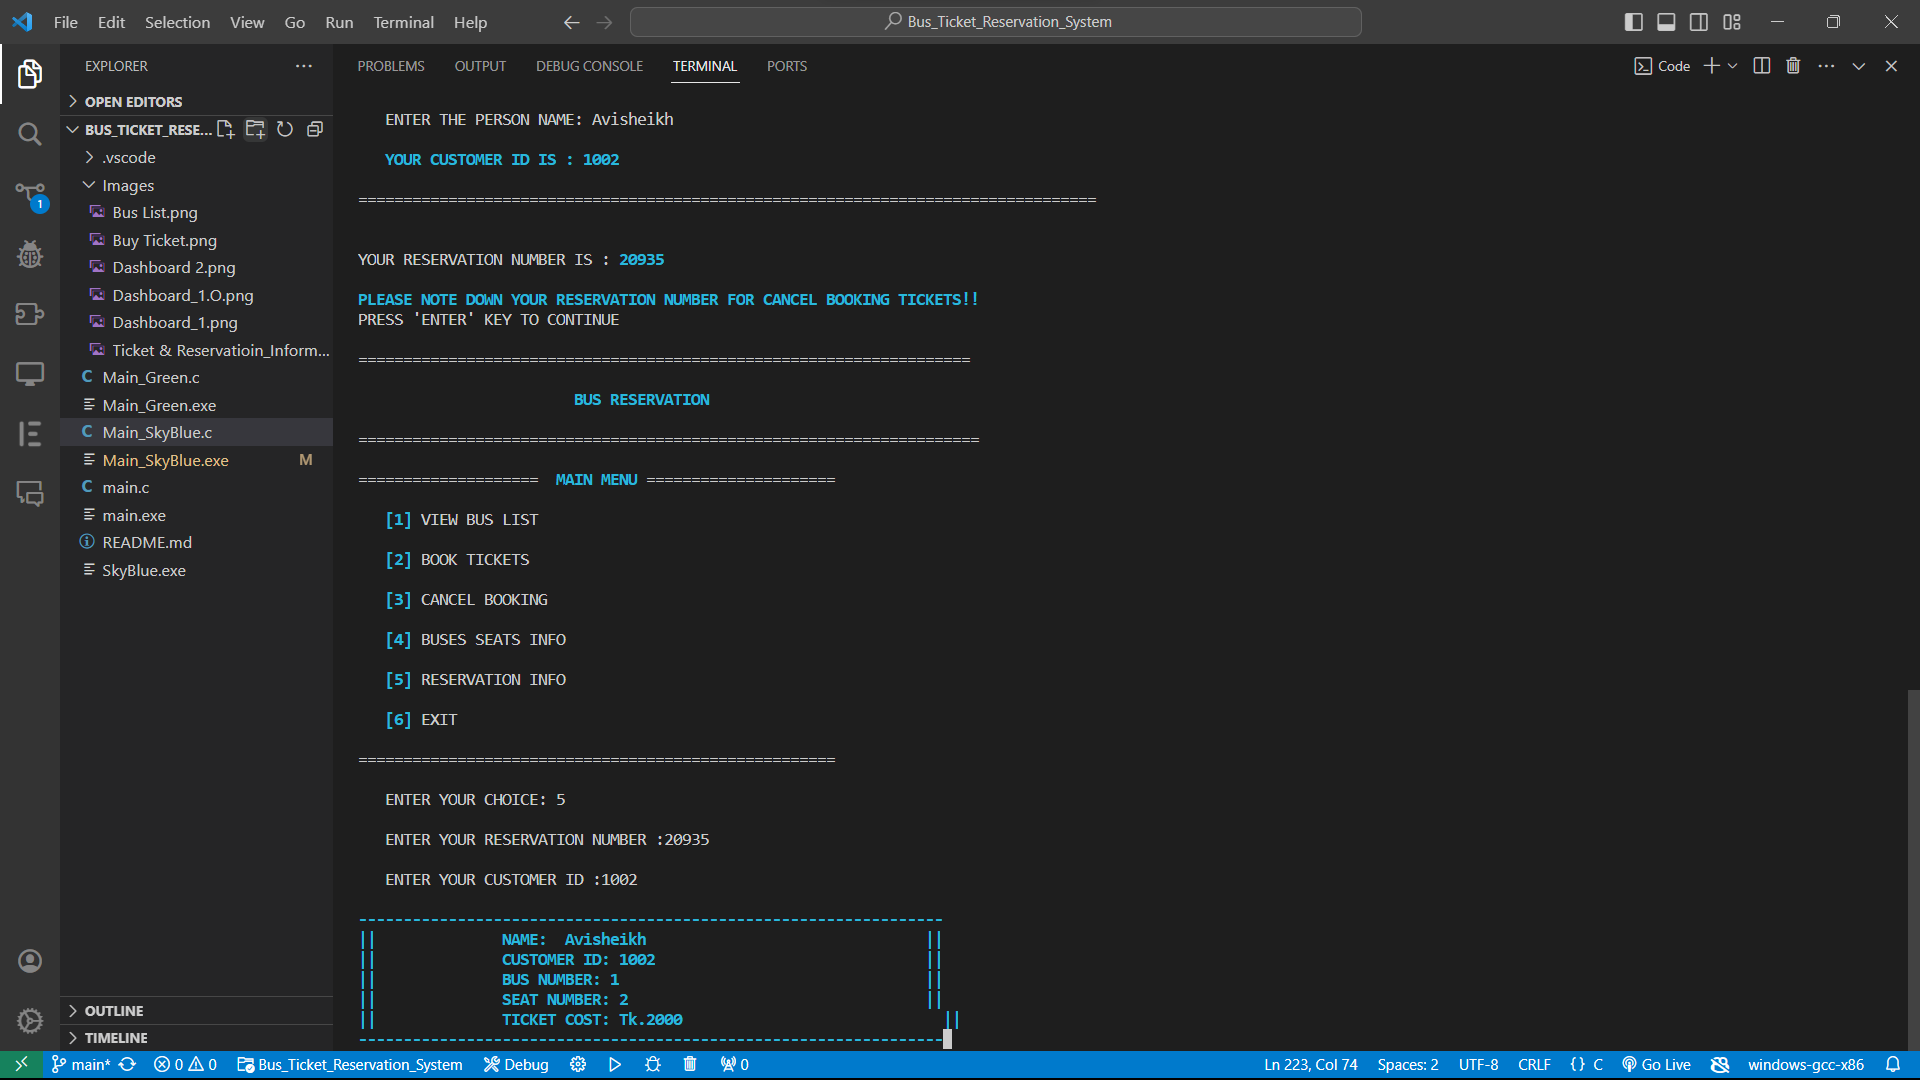 File Edit Selection View Go Run Terminal Help
Bus_Ticket_Reservation_System
EXPLORER
OPEN EDITORS
BUS_TICKET_RESE...
.vscode
Images
Bus List.png
Buy Ticket.png
Dashboard 2.png
Dashboard_1.O.png
Dashboard_1.png
Ticket & Reservatioin_Inform...
Main_Green.c
Main_Green.exe
Main_SkyBlue.c
Main_SkyBlue.exe M
main.c
main.exe
README.md
SkyBlue.exe
OUTLINE
TIMELINE
1
PROBLEMS OUTPUT DEBUG CONSOLE TERMINAL PORTS
Code
ENTER THE PERSON NAME: Avisheikh
YOUR CUSTOMER ID IS : 1002
==================================================================================
YOUR RESERVATION NUMBER IS : 20935
PLEASE NOTE DOWN YOUR RESERVATION NUMBER FOR CANCEL BOOKING TICKETS!!
PRESS 'ENTER' KEY TO CONTINUE
====================================================================
BUS RESERVATION
=====================================================================
==================== MAIN MENU =====================
[1] VIEW BUS LIST
[2] BOOK TICKETS
[3] CANCEL BOOKING
[4] BUSES SEATS INFO
[5] RESERVATION INFO
[6] EXIT
=====================================================
ENTER YOUR CHOICE: 5
ENTER YOUR RESERVATION NUMBER :20935
ENTER YOUR CUSTOMER ID :1002
-----------------------------------------------------------------
|| NAME: Avisheikh ||
|| CUSTOMER ID: 1002 ||
|| BUS NUMBER: 1 ||
|| SEAT NUMBER: 2 ||
|| TICKET COST: Tk.2000 ||
-----------------------------------------------------------------
main* 0 0 Bus_Ticket_Reservation_System Debug 0 Ln 223, Col 74 Spaces: 2 UTF-8 CRLF {} C Go Live windows-gcc-x86